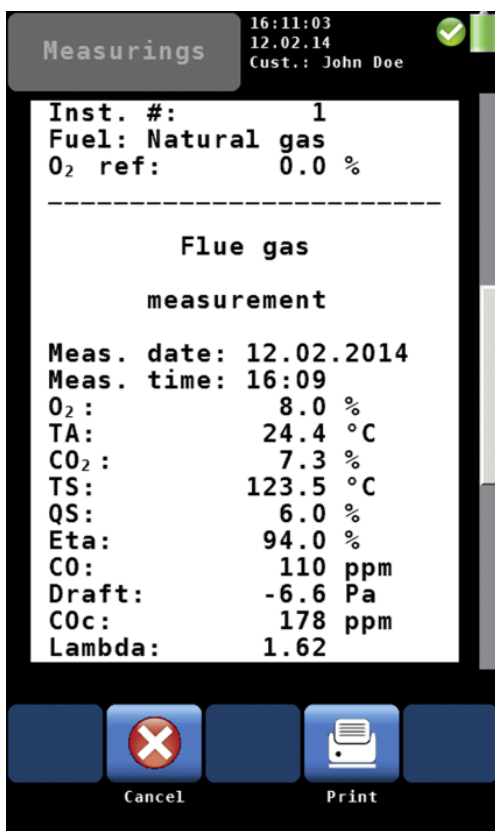 Measurings
16:11:03
12.02.14
Cust.: John Doe
Inst. #: 1
Fuel: Natural gas
O₂ ref: 0.0 %
Flue gas
measurement
Meas. date: 12.02.2014
Meas. time: 16:09
O₂: 8.0 %
TA: 24.4 °C
CO₂: 7.3 %
TS: 123.5 °C
QS: 6.0 %
Eta: 94.0 %
CO: 110 ppm
Draft: -6.6 Pa
COc: 178 ppm
Lambda: 1.62
Cancel
Print